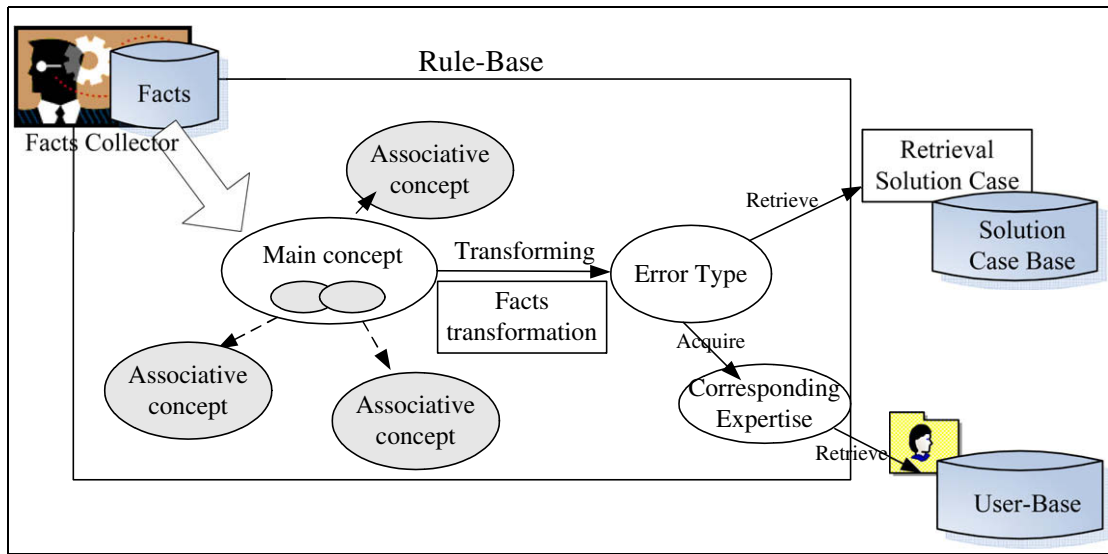 Rule-Base
Facts
Facts Collector
Associative
concept
Retrieval
Solution Case
Retrieve
Solution
Case Base
Main concept
Transforming
Error Type
Facts
transformation
Acquire
Associative
concept
Associative
concept
Corresponding
Expertise
Retrieve
User-Base